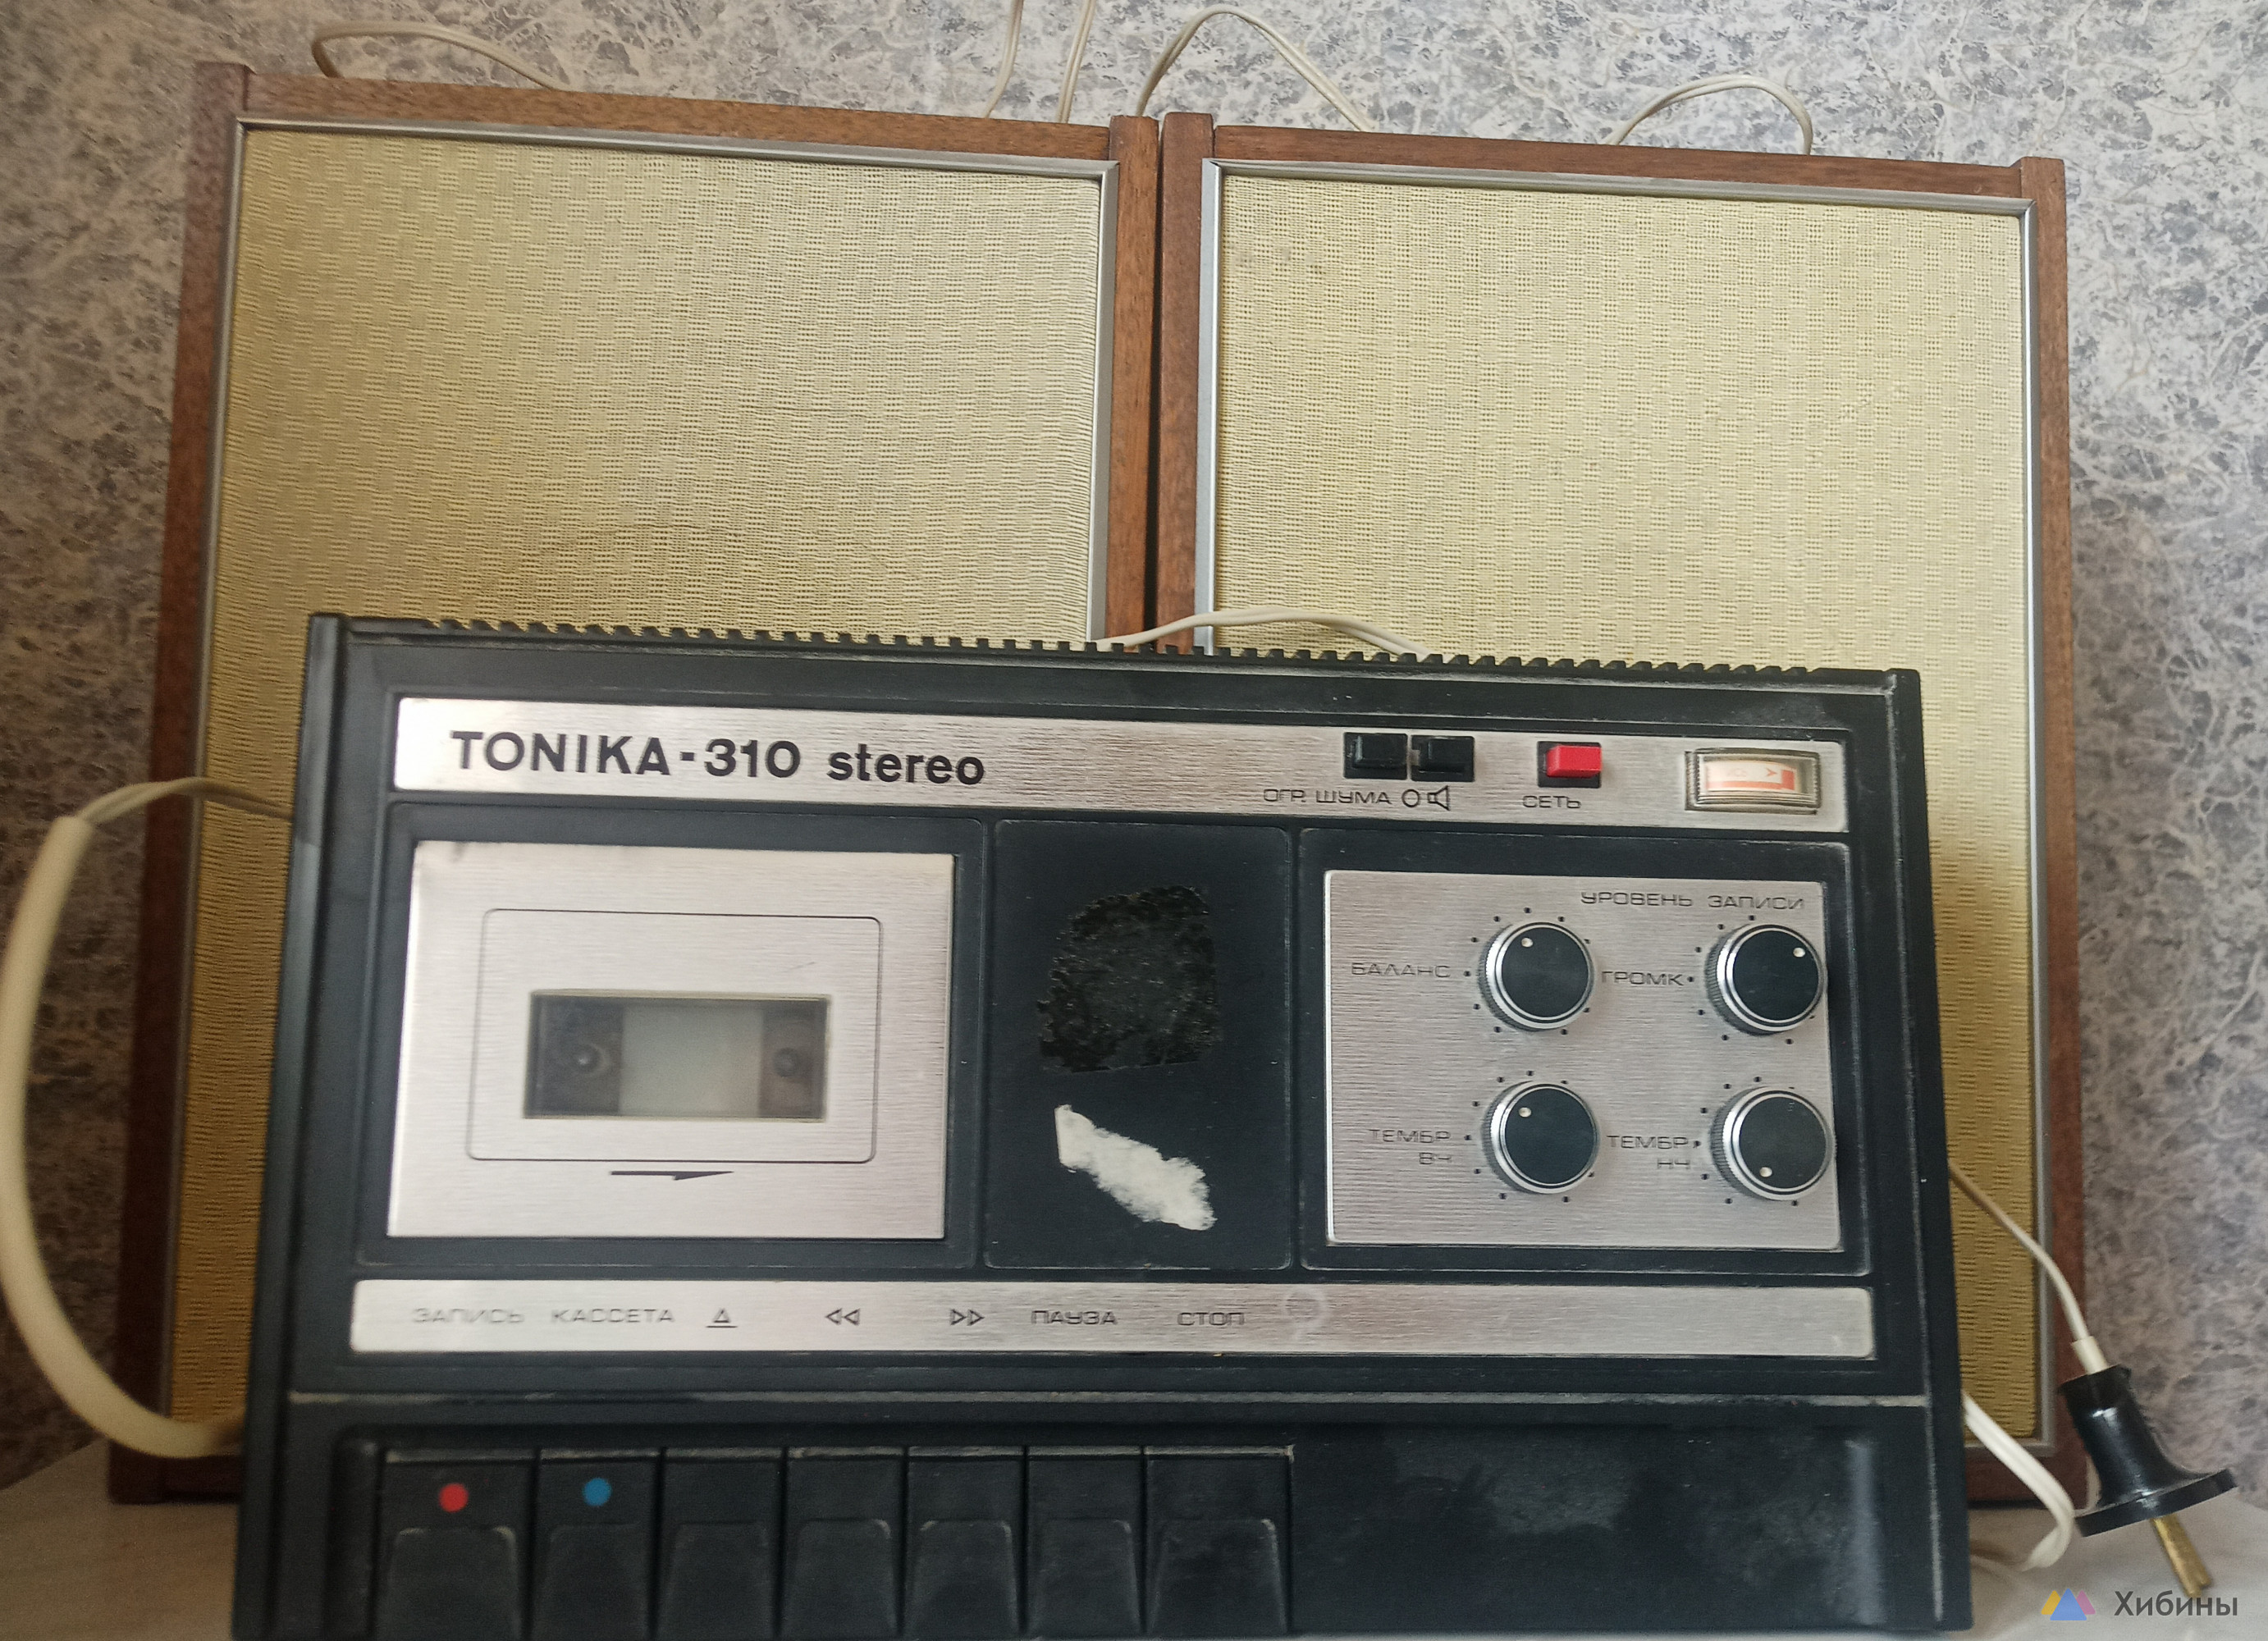 TONIKA-310 stereo
ОГР. ШУМА
СЕТЬ
УРОВЕНЬ ЗАПИСИ
БАЛАНС
ГРОМК
ТЕМБР
ВЧ
ТЕМБР
НЧ
ЗАПИСЬ КАССЕТА ПАУЗА СТОП
Хибины